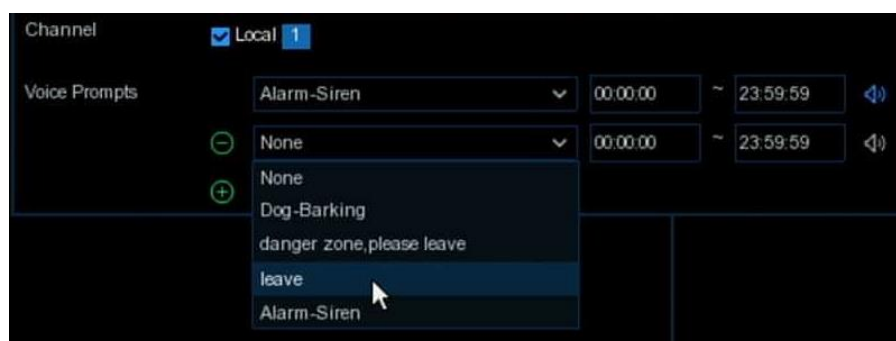 Channel Local 1
Voice Prompts Alarm-Siren 00:00:00 ~ 23:59:59
None 00:00:00 ~ 23:59:59
None
Dog-Barking
danger zone,please leave
leave
Alarm-Siren